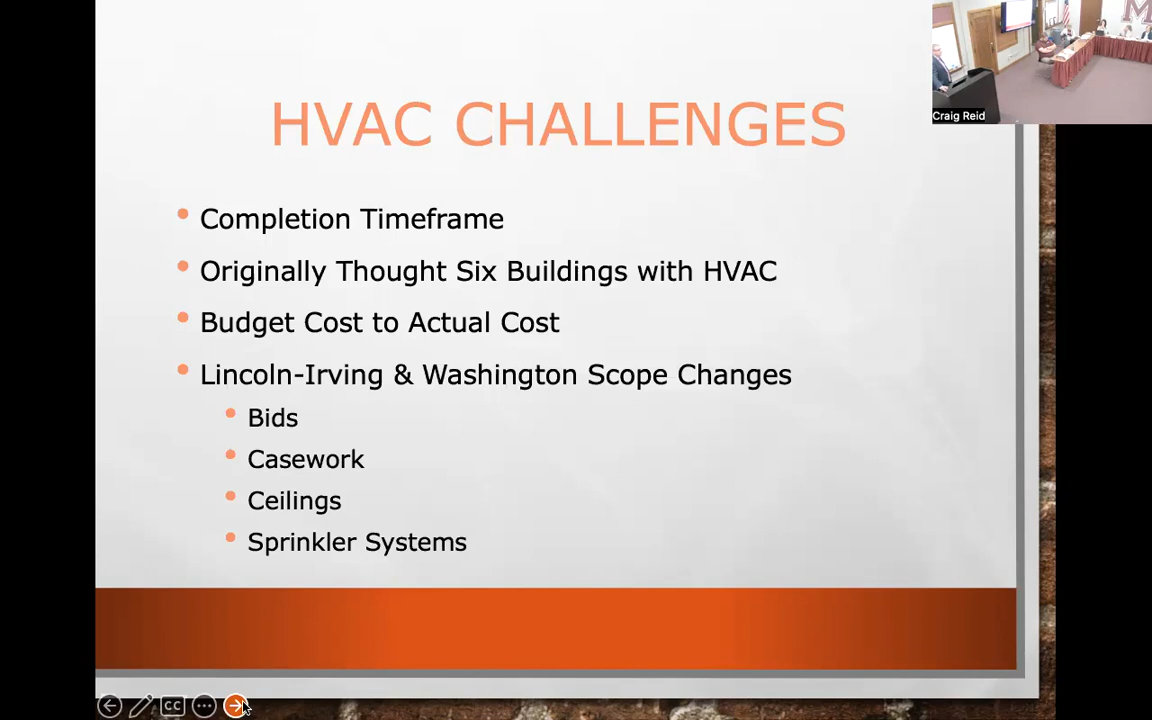 M
Craig Reid
HVAC CHALLENGES
Completion Timeframe
Originally Thought Six Buildings with HVAC
Budget Cost to Actual Cost
Lincoln-Irving & Washington Scope Changes
Bids
Casework
Ceilings
Sprinkler Systems
CC